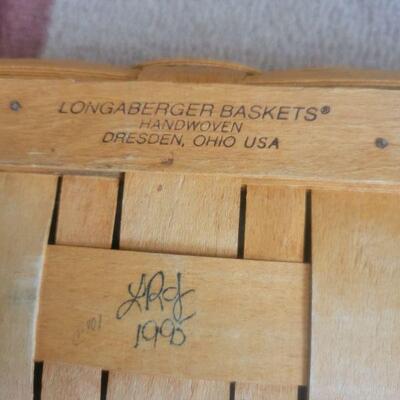 LONGABERGER BASKETS®
HANDWOVEN
DRESDEN, OHIO USA
1995